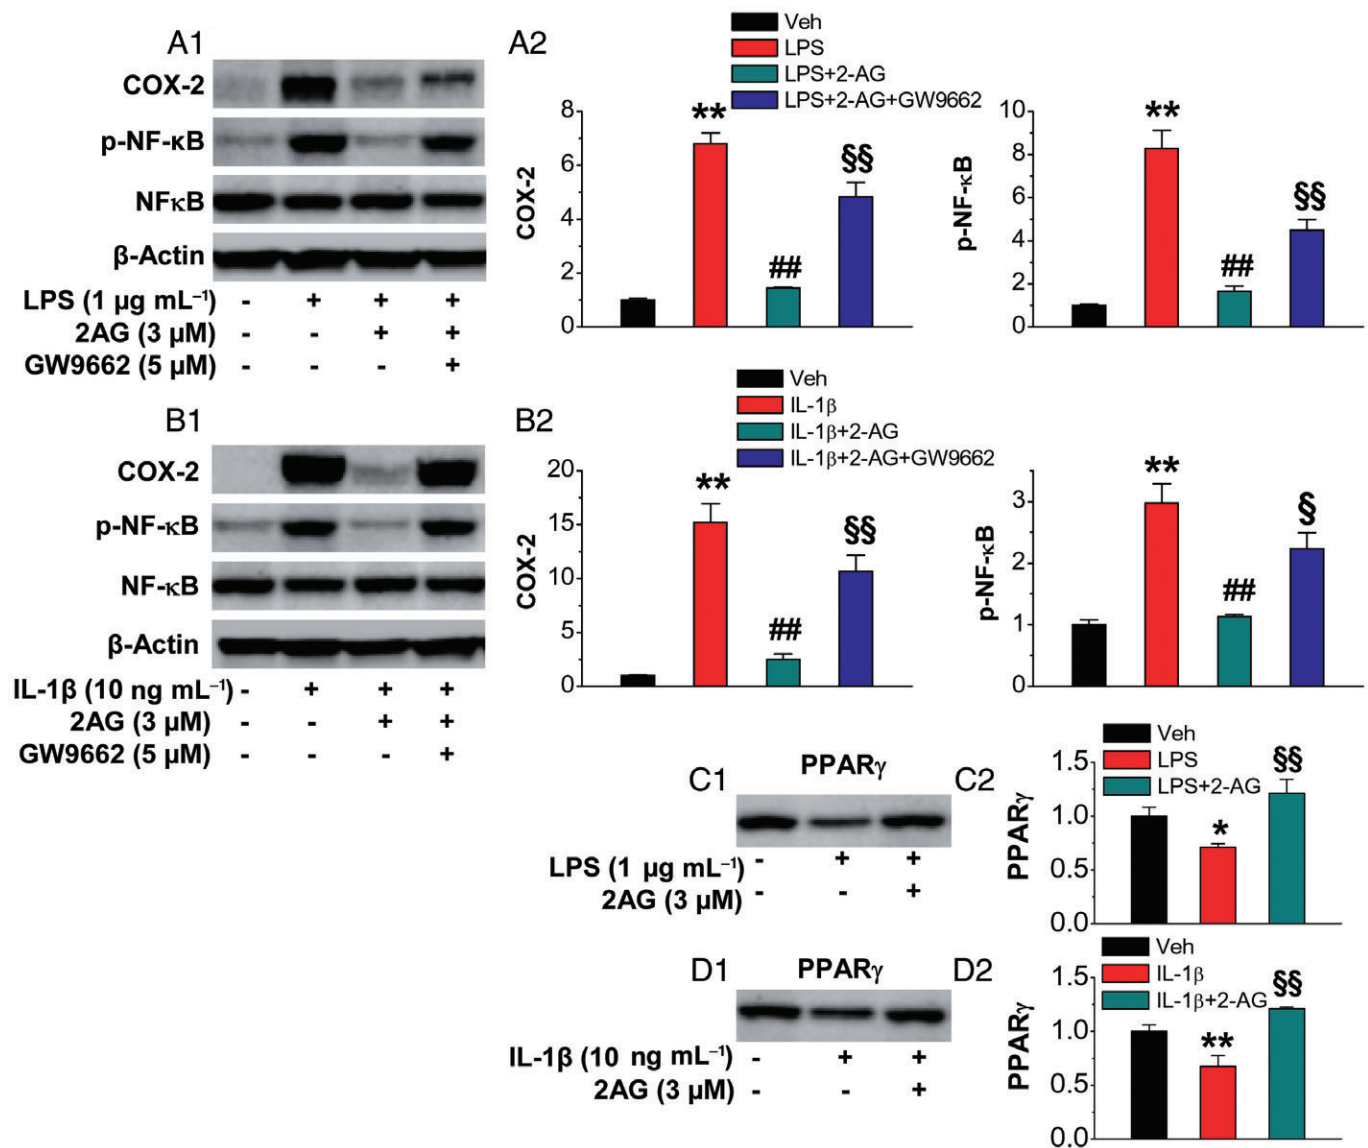 A1
COX-2
p-NF-κB
NFκB
β-Actin
LPS (1 µg mL⁻¹) - + + +
2AG (3 µM) - - + +
GW9662 (5 µM) - - - +
A2
Veh
LPS
LPS+2-AG
LPS+2-AG+GW9662
COX-2
8
6
4
2
0
**
##
§§
p-NF-κB
10
8
6
4
2
0
**
##
§§
B1
COX-2
p-NF-κB
NF-κB
β-Actin
IL-1β (10 ng mL⁻¹) - + + +
2AG (3 µM) - - + +
GW9662 (5 µM) - - - +
B2
Veh
IL-1β
IL-1β+2-AG
IL-1β+2-AG+GW9662
COX-2
20
15
10
5
0
**
##
§§
p-NF-κB
3
2
1
0
**
##
§
C1
PPARγ
LPS (1 µg mL⁻¹) - + +
2AG (3 µM) - - +
C2
Veh
LPS
LPS+2-AG
PPARγ
1.5
1.0
0.5
0.0
*
§§
D1
PPARγ
IL-1β (10 ng mL⁻¹) - + +
2AG (3 µM) - - +
D2
Veh
IL-1β
IL-1β+2-AG
PPARγ
1.5
1.0
0.5
0.0
**
§§